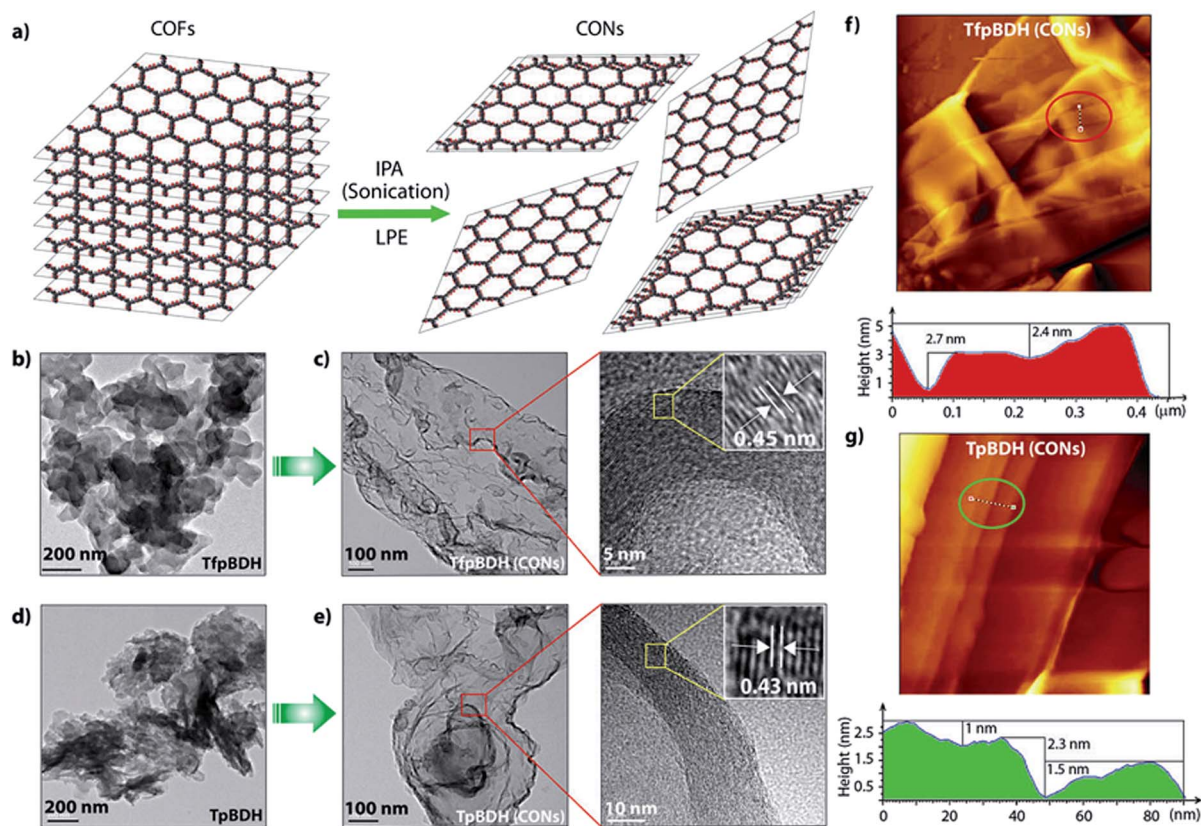 a)
COFs
CONs
IPA
(Sonication)
LPE
b)
200 nm
TfpBDH
c)
100 nm
TfpBDH (CONs)
0.45 nm
5 nm
d)
200 nm
TpBDH
e)
100 nm
TpBDH (CONs)
0.43 nm
10 nm
f)
TfpBDH (CONs)
Height (nm)
5
3
1
2.7 nm
2.4 nm
0 0.1 0.2 0.3 0.4 (μm)
g)
TpBDH (CONs)
Height (nm)
2.5
1.5
0.5
1 nm
2.3 nm
1.5 nm
0 20 40 60 80 (nm)